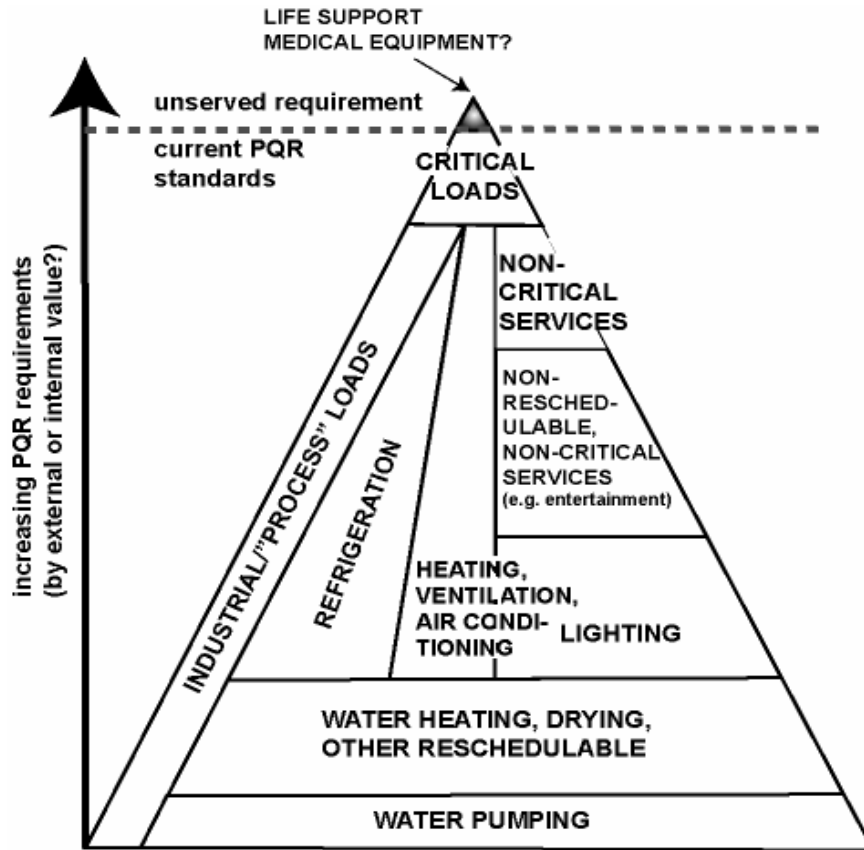 LIFE SUPPORT
MEDICAL EQUIPMENT?
unserved requirement
current PQR
standards
CRITICAL
LOADS
increasing PQR requirements
(by external or internal value?)
INDUSTRIAL/"PROCESS" LOADS
REFRIGERATION
HEATING,
VENTILATION,
AIR CONDI-
TIONING
NON-
CRITICAL
SERVICES
NON-
RESCHED-
ULABLE,
NON-CRITICAL
SERVICES
(e.g. entertainment)
LIGHTING
WATER HEATING, DRYING,
OTHER RESCHEDULABLE
WATER PUMPING